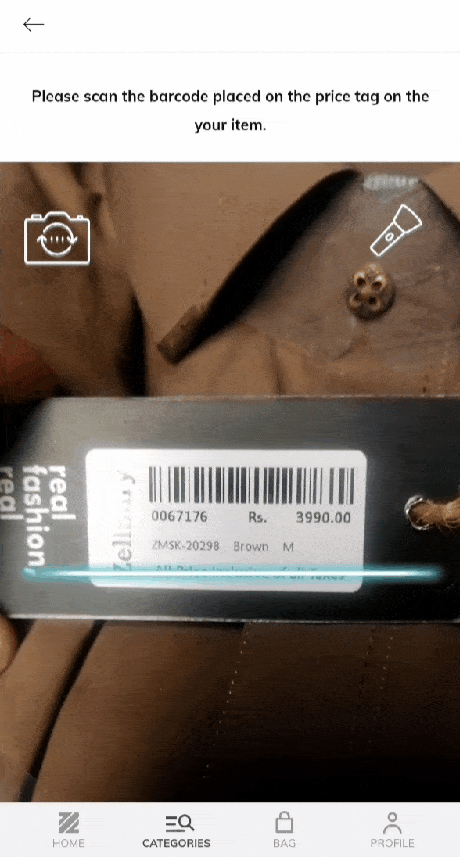 Please scan the barcode placed on the price tag on the
your item.
real
fashion,
real
Zellbury
0067176 Rs. 3990.00
ZMSK-20298 Brown M
HOME CATEGORIES BAG PROFILE